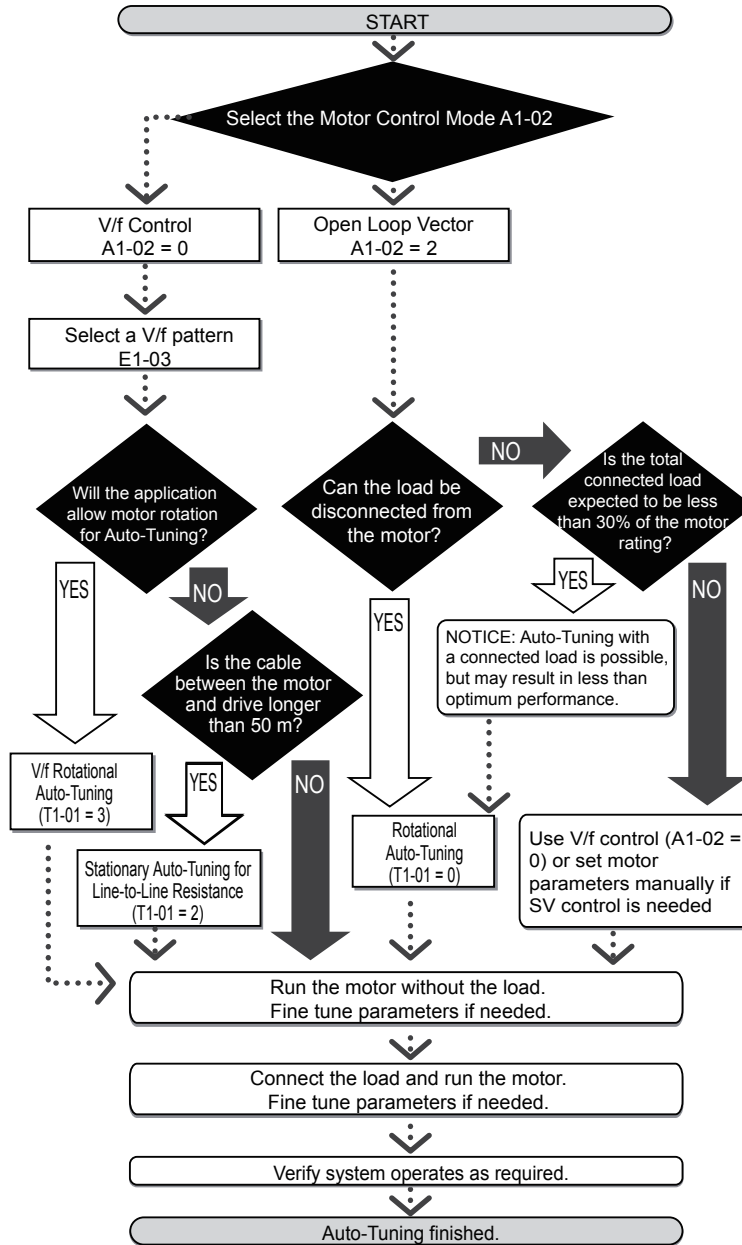 START
Select the Motor Control Mode A1-02
V/f Control
A1-02 = 0
Open Loop Vector
A1-02 = 2
Select a V/f pattern
E1-03
Will the application
allow motor rotation
for Auto-Tuning?
Can the load be
disconnected from
the motor?
NO
Is the total
connected load
expected to be less
than 30% of the motor
rating?
YES
NO
YES
YES
NO
NOTICE: Auto-Tuning with
a connected load is possible,
but may result in less than
optimum performance.
Is the cable
between the motor
and drive longer
than 50 m?
V/f Rotational
Auto-Tuning
(T1-01 = 3)
YES
NO
Stationary Auto-Tuning for
Line-to-Line Resistance
(T1-01 = 2)
Rotational
Auto-Tuning
(T1-01 = 0)
Use V/f control (A1-02 =
0) or set motor
parameters manually if
SV control is needed
Run the motor without the load.
Fine tune parameters if needed.
Connect the load and run the motor.
Fine tune parameters if needed.
Verify system operates as required.
Auto-Tuning finished.